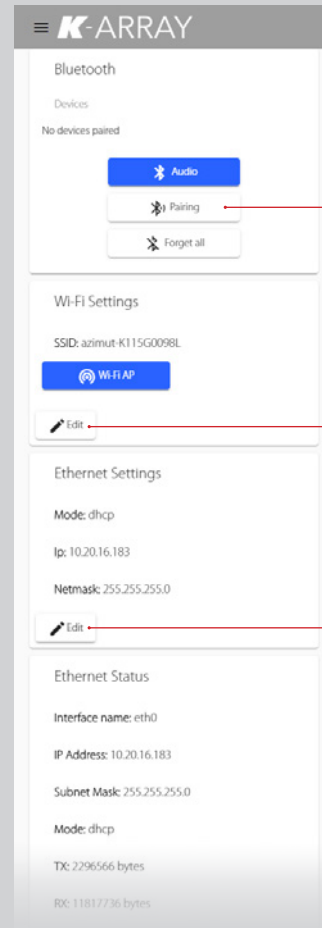 K-ARRAY
Bluetooth
Devices
No devices paired
Audio
Pairing
Forget all
Wi-Fi Settings
SSID: azimut-K115G0098L
Wi-Fi AP
Edit
Ethernet Settings
Mode: dhcp
Ip: 10.20.16.183
Netmask: 255.255.255.0
Edit
Ethernet Status
Interface name: eth0
IP Address: 10.20.16.183
Subnet Mask: 255.255.255.0
Mode: dhcp
TX: 2296566 bytes
RX: 11817736 bytes